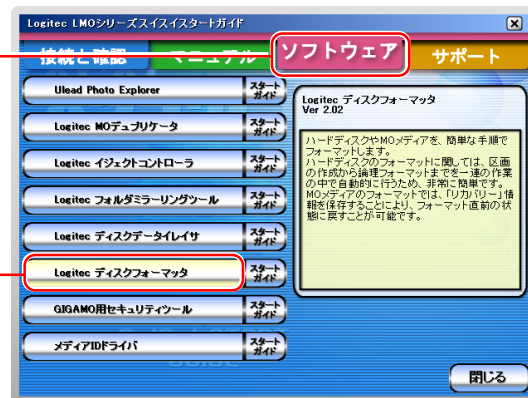 Logitec LMOシリーズスイスイスタートガイド
接続と確認 マニュアル ソフトウェア サポート
Ulead Photo Explorer スタートガイド
Logitec MOデュプリケータ スタートガイド
Logitec イジェクトコントローラ スタートガイド
Logitec フォルダミラーリングツール スタートガイド
Logitec ディスクデータイレイサ スタートガイド
Logitec ディスクフォーマッタ スタートガイド
GIGAMO用セキュリティツール スタートガイド
メディアIDドライバ スタートガイド
Logitec ディスクフォーマッタ
Ver 2.02
ハードディスクやMOメディアを、簡単な手順で
フォーマットします。
ハードディスクのフォーマットに関しては、区画
の作成から論理フォーマットまでを一連の作業
の中で自動的に行うため、非常に簡単です。
MOメディアのフォーマットでは、「リカバリー」情
報を保存することにより、フォーマット直前の状
態に戻すことが可能です。
閉じる